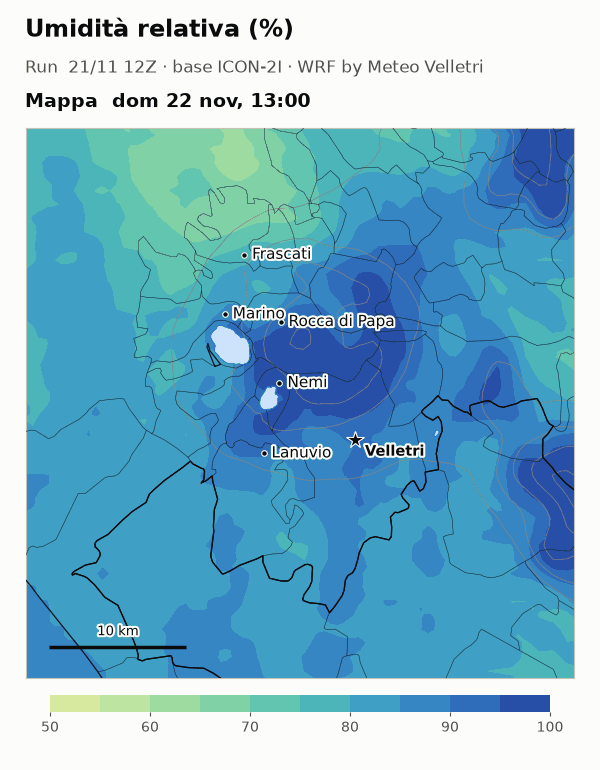 Umidità relativa (%)
Run  21/11 12Z · base ICON-2I · WRF by Meteo Velletri
Mappa  dom 22 nov, 13:00
Frascati
Marino
Rocca di Papa
Nemi
Velletri
Lanuvio
10 km
50 60 70 80 90 100